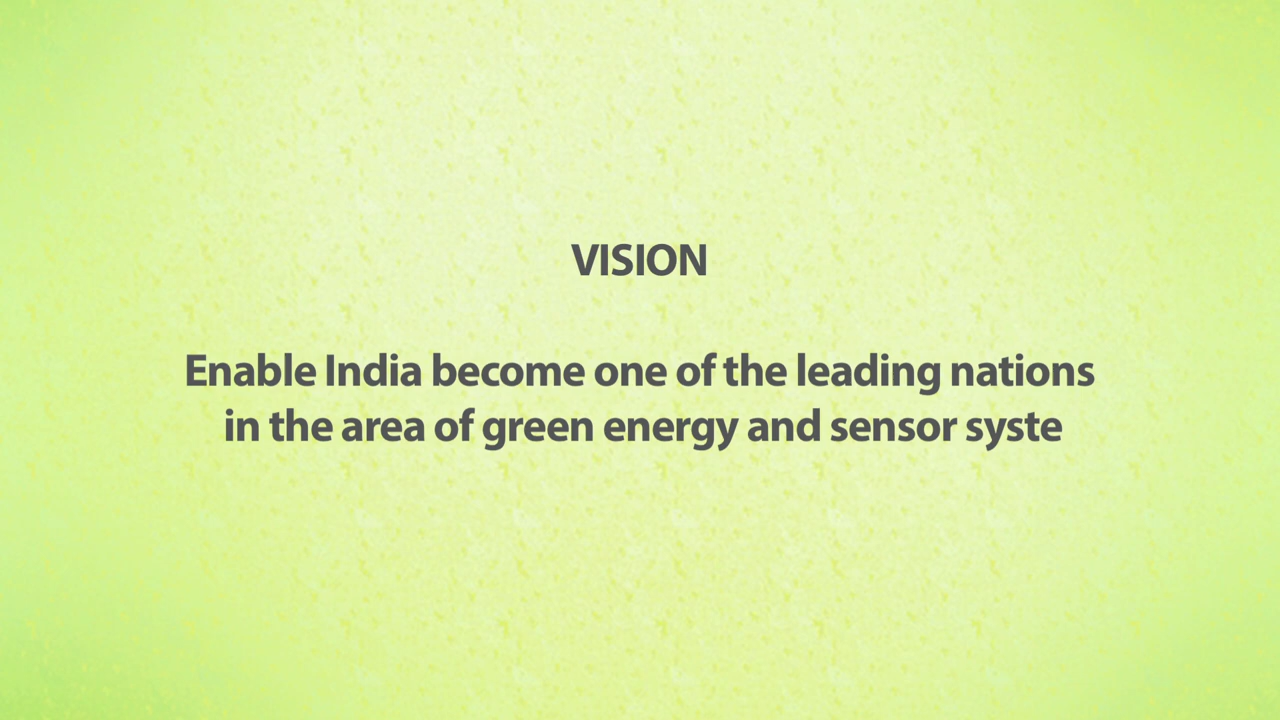 VISION
Enable India become one of the leading nations
in the area of green energy and sensor syste